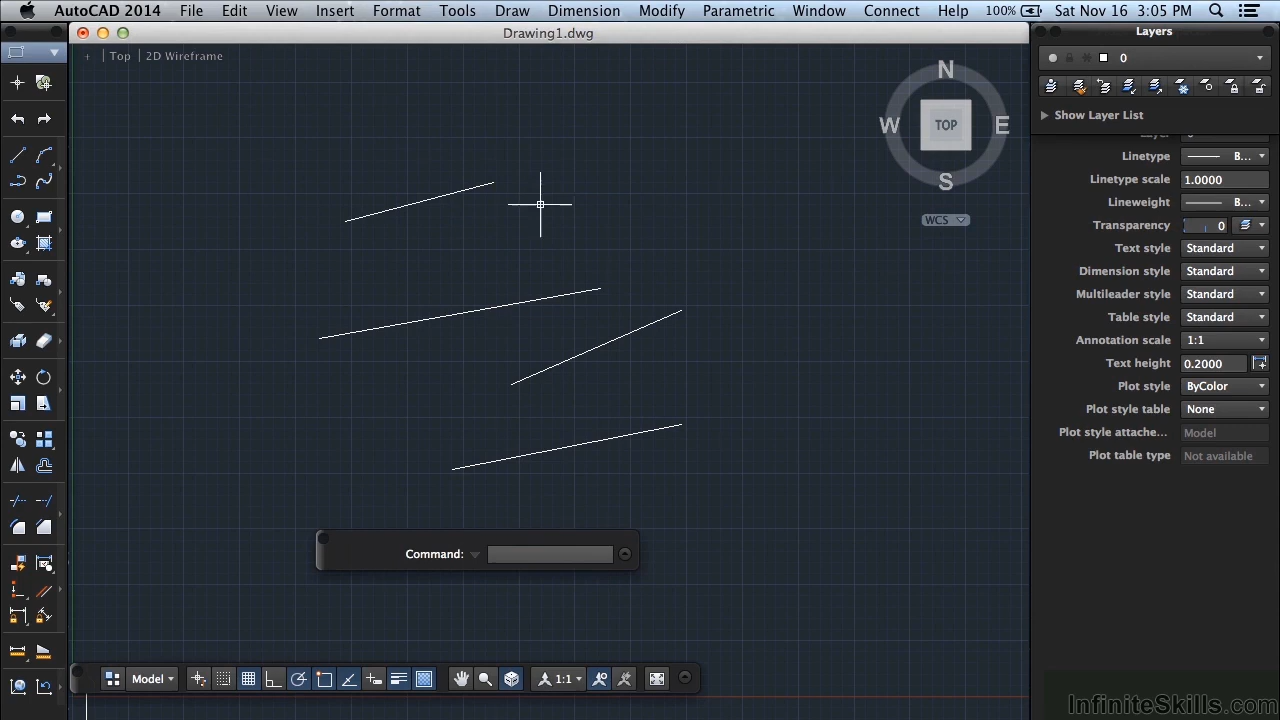 AutoCAD 2014 File Edit View Insert Format Tools Draw Dimension Modify Parametric Window Connect Help 100% Sat Nov 16 3:05 PM
Drawing1.dwg
Layers
+ Top 2D Wireframe
0
N
W TOP E
S
WCS
Show Layer List
Linetype B...
Linetype scale 1.0000
Lineweight B...
Transparency 0
Text style Standard
Dimension style Standard
Multileader style Standard
Table style Standard
Annotation scale 1:1
Text height 0.2000
Plot style ByColor
Plot style table None
Plot style attache... Model
Plot table type Not available
Command:
Model 1:1
InfiniteSkills.com